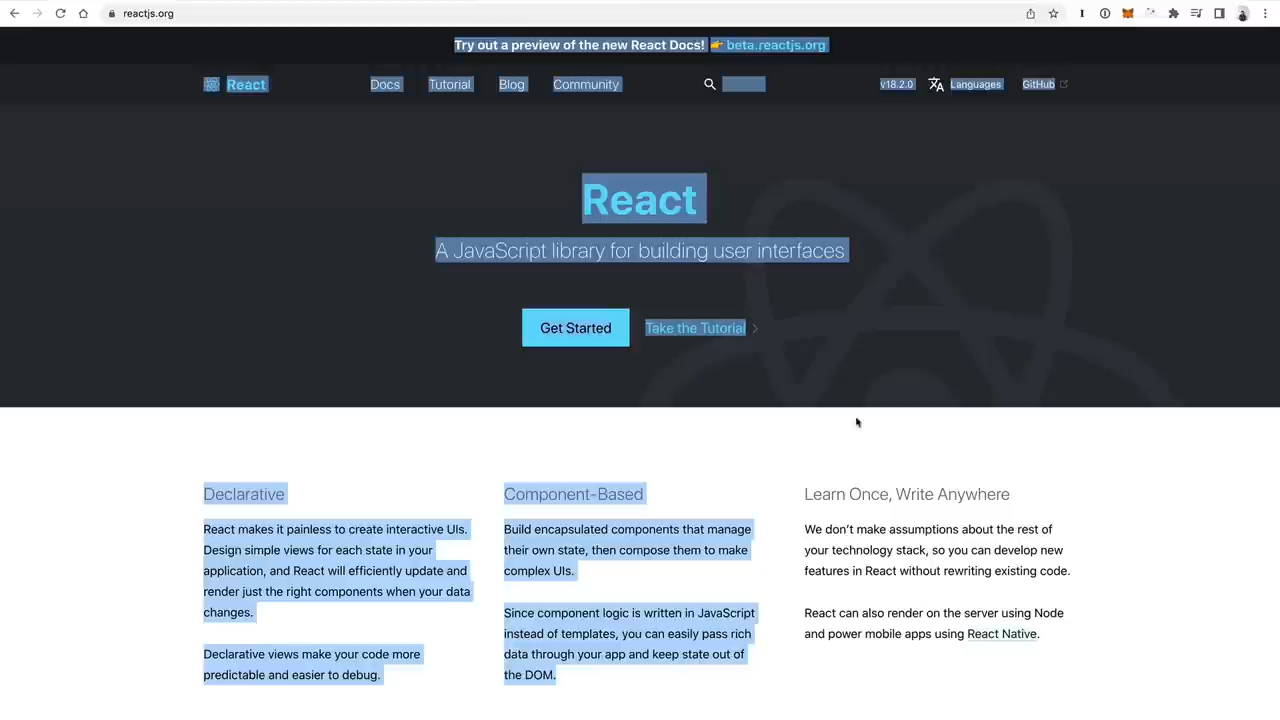 reactjs.org
Try out a preview of the new React Docs! 👉 beta.reactjs.org
React Docs Tutorial Blog Community v18.2.0 Languages GitHub
React
A JavaScript library for building user interfaces
Get Started Take the Tutorial
Declarative
React makes it painless to create interactive UIs.
Design simple views for each state in your
application, and React will efficiently update and
render just the right components when your data
changes.
Declarative views make your code more
predictable and easier to debug.
Component-Based
Build encapsulated components that manage
their own state, then compose them to make
complex UIs.
Since component logic is written in JavaScript
instead of templates, you can easily pass rich
data through your app and keep state out of
the DOM.
Learn Once, Write Anywhere
We don’t make assumptions about the rest of
your technology stack, so you can develop new
features in React without rewriting existing code.
React can also render on the server using Node
and power mobile apps using React Native.